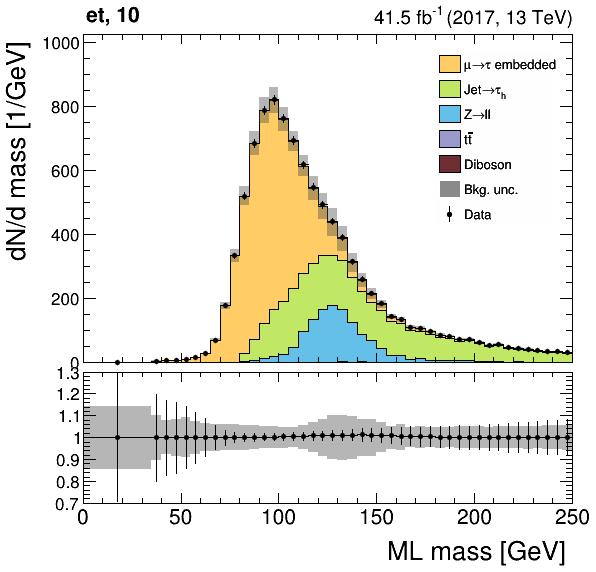 et, 10
41.5 fb⁻¹ (2017, 13 TeV)
dN/d mass [1/GeV]
1000
800
600
400
200
0
μ→τ embedded
Jet→τh
Z→ll
tt̅
Diboson
Bkg. unc.
Data
1.3
1.2
1.1
1
0.9
0.8
0.7
0 50 100 150 200 250
ML mass [GeV]